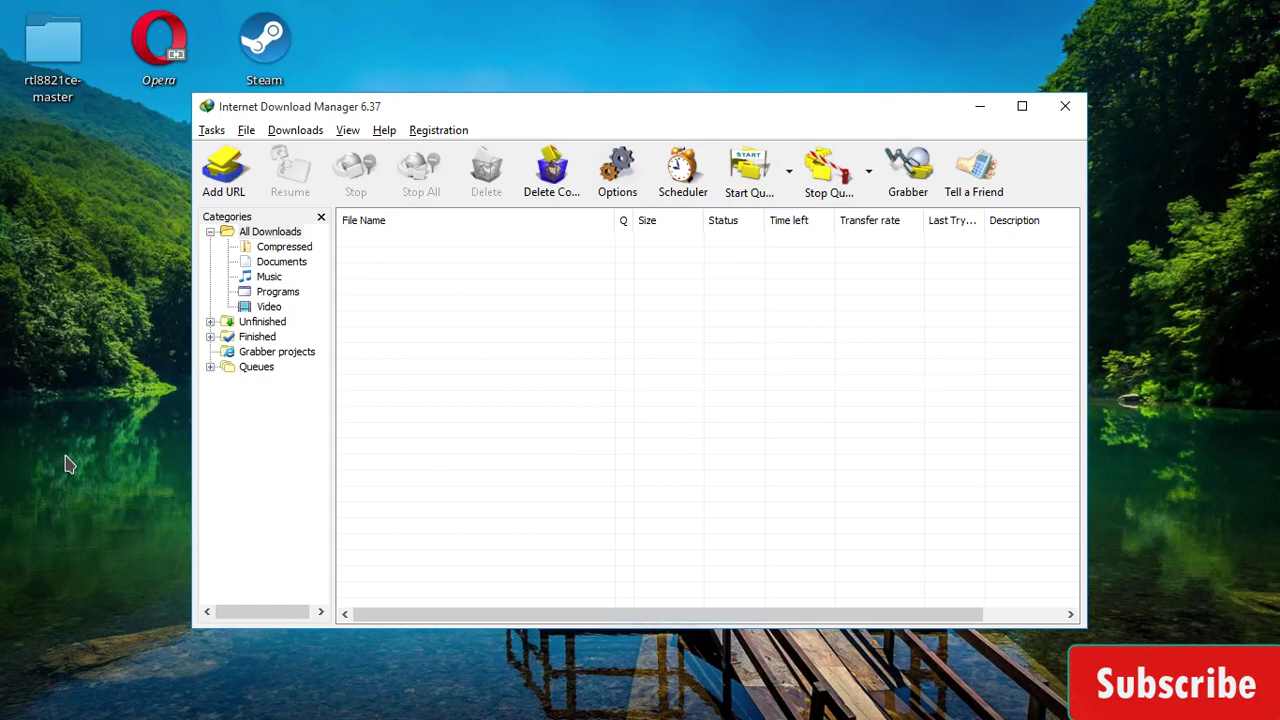 rtl8821ce-
master
Opera
Steam
Internet Download Manager 6.37
Tasks File Downloads View Help Registration
Add URL Resume Stop Stop All Delete Delete Co... Options Scheduler START Start Qu... Stop Qu... Grabber Tell a Friend
Categories
All Downloads
Compressed
Documents
Music
Programs
Video
Unfinished
Finished
Grabber projects
Queues
File Name Q Size Status Time left Transfer rate Last Try... Description
Subscribe